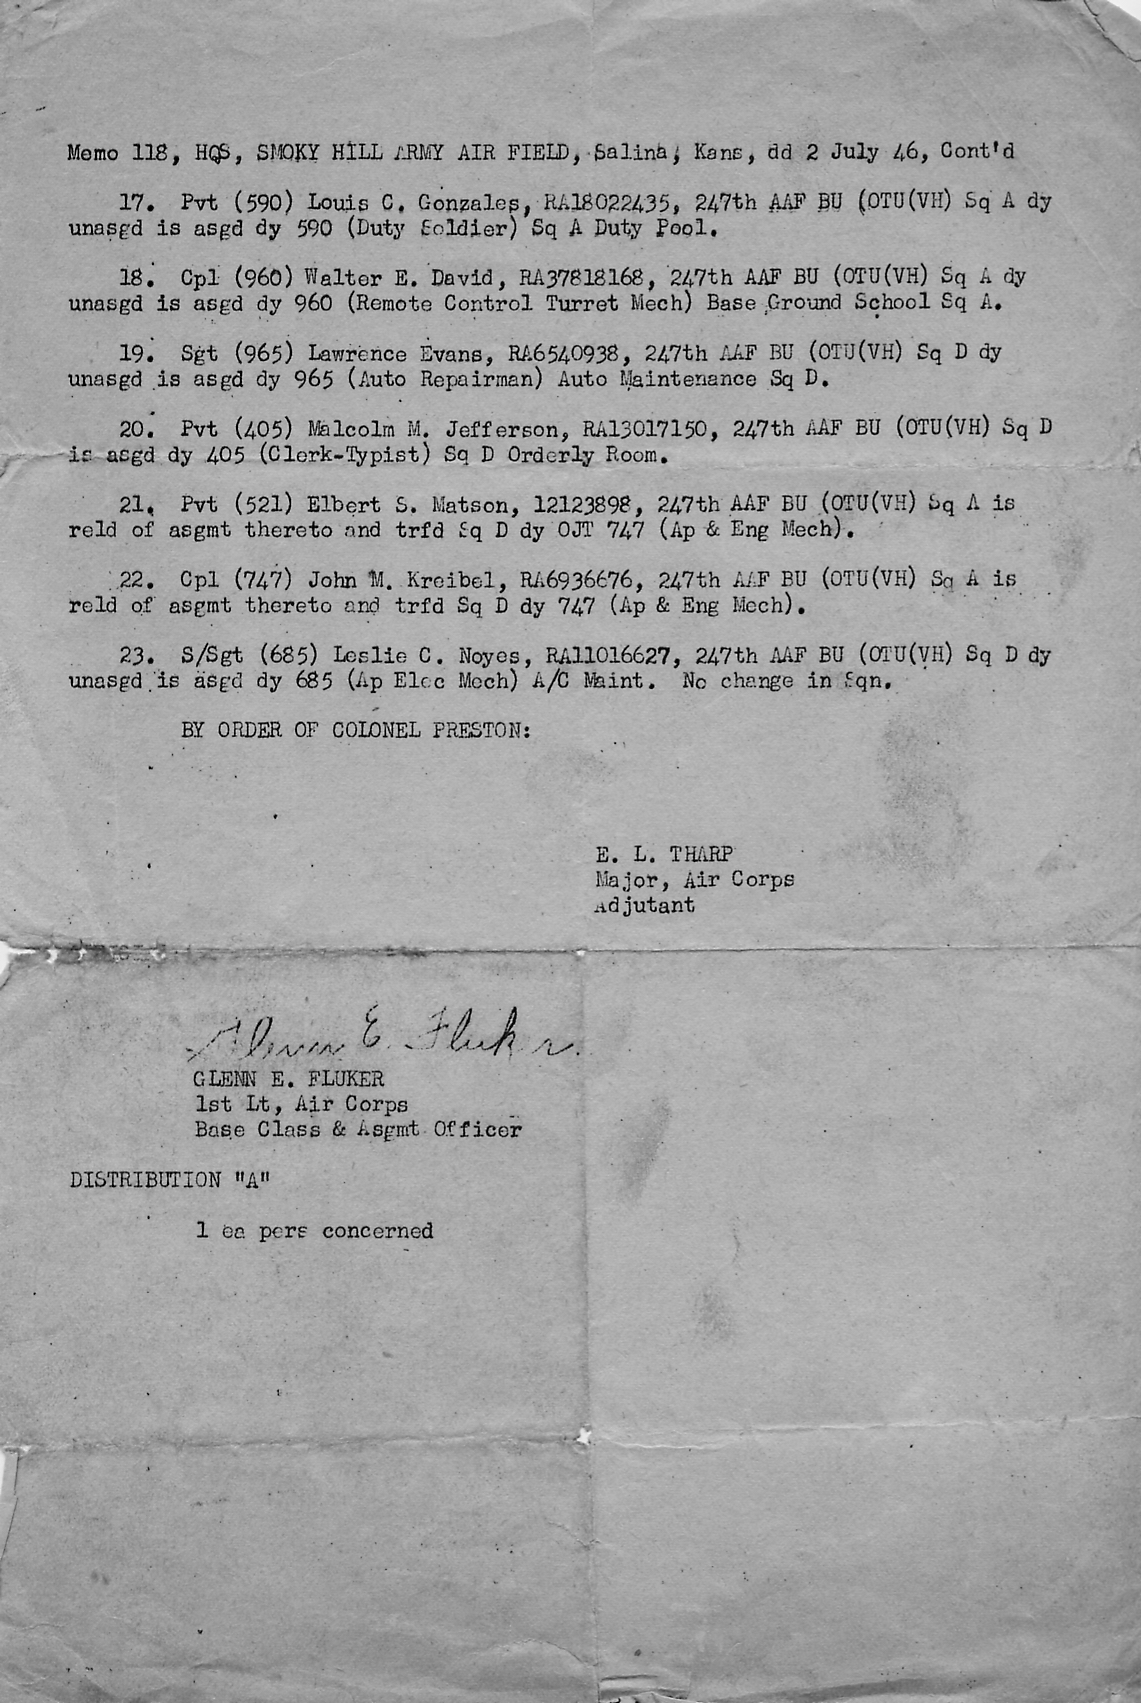 Memo 118, HQS, SMOKY HILL ARMY AIR FIELD, Salina, Kans, dd 2 July 46, Cont'd
17. Pvt (590) Louis C. Gonzales, RA18022435, 247th AAF BU (OTU(VH) Sq A dy
unasgd is asgd dy 590 (Duty Soldier) Sq A Duty Pool.
18. Cpl (960) Walter E. David, RA37818168, 247th AAF BU (OTU(VH) Sq A dy
unasgd is asgd dy 960 (Remote Control Turret Mech) Base Ground School Sq A.
19. Sgt (965) Lawrence Evans, RA6540938, 247th AAF BU (OTU(VH) Sq D dy
unasgd is asgd dy 965 (Auto Repairman) Auto Maintenance Sq D.
20. Pvt (405) Malcolm M. Jefferson, RA13017150, 247th AAF BU (OTU(VH) Sq D
is asgd dy 405 (Clerk-Typist) Sq D Orderly Room.
21. Pvt (521) Elbert S. Matson, 12123898, 247th AAF BU (OTU(VH) Sq A is
reld of asgmt thereto and trfd Sq D dy OJT 747 (Ap & Eng Mech).
22. Cpl (747) John M. Kreibel, RA6936676, 247th AAF BU (OTU(VH) Sq A is
reld of asgmt thereto and trfd Sq D dy 747 (Ap & Eng Mech).
23. S/Sgt (685) Leslie C. Noyes, RA11016627, 247th AAF BU (OTU(VH) Sq D dy
unasgd is asgd dy 685 (Ap Elec Mech) A/C Maint. No change in Sqn.
BY ORDER OF COLONEL PRESTON:
E. L. THARP
Major, Air Corps
Adjutant
Glenn E. Fluker
GLENN E. FLUKER
1st Lt, Air Corps
Base Class & Asgmt Officer
DISTRIBUTION "A"
1 ea pers concerned